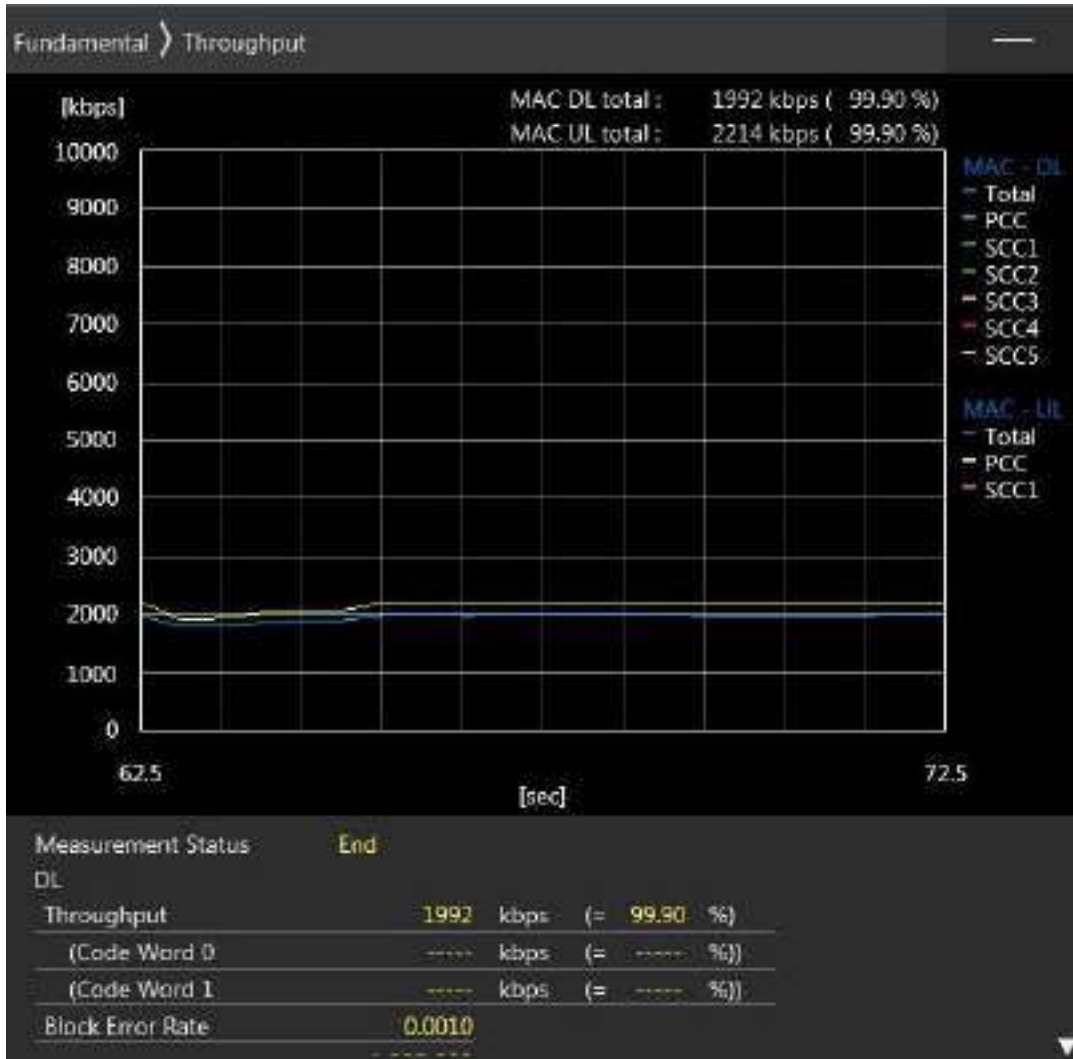 Fundamental 〉 Throughput
[kbps]
MAC DL total : 1992 kbps ( 99.90 %)
MAC UL total : 2214 kbps ( 99.90 %)
10000
9000
8000
7000
6000
5000
4000
3000
2000
1000
0
62.5
72.5
[sec]
MAC - DL
Total
PCC
SCC1
SCC2
SCC3
SCC4
SCC5
MAC - UL
Total
PCC
SCC1
Measurement Status End
DL
Throughput 1992 kbps (= 99.90 %)
(Code Word 0 ----- kbps (= ----- %))
(Code Word 1 ----- kbps (= ----- %))
Block Error Rate 0.0010